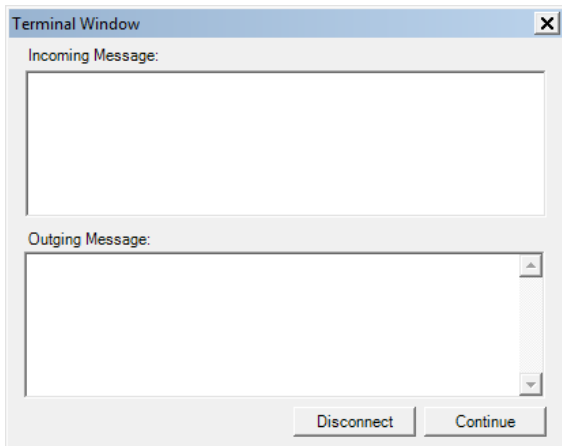 Terminal Window
Incoming Message:
Outging Message:
Disconnect Continue